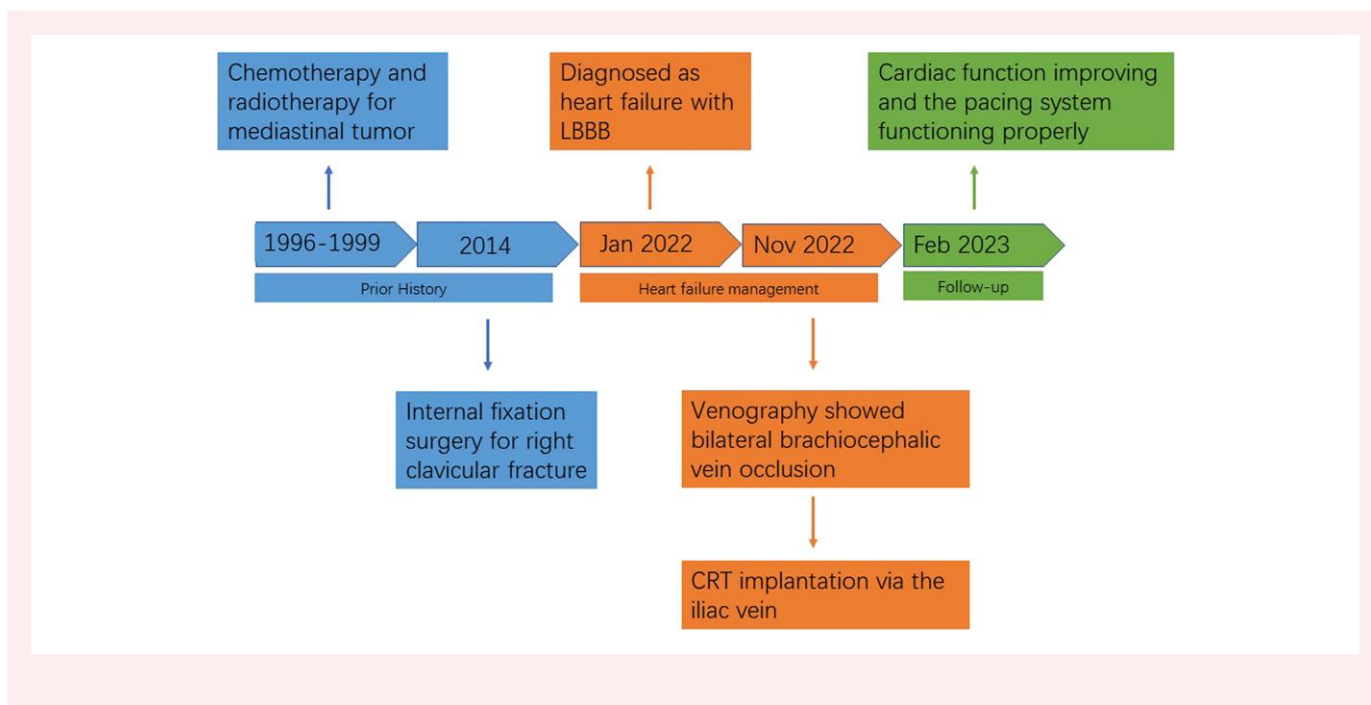 Chemotherapy and
radiotherapy for
mediastinal tumor
Diagnosed as
heart failure with
LBBB
Cardiac function improving
and the pacing system
functioning properly
1996-1999
2014
Jan 2022
Nov 2022
Feb 2023
Prior History
Heart failure management
Follow-up
Internal fixation
surgery for right
clavicular fracture
Venography showed
bilateral brachiocephalic
vein occlusion
CRT implantation via the
iliac vein